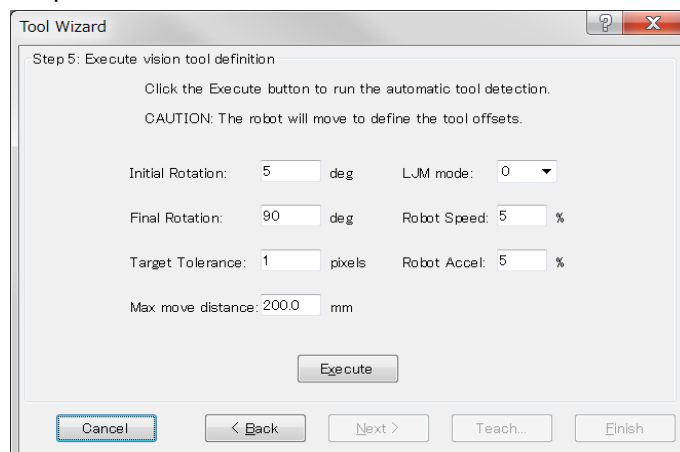 Tool Wizard
?
X
Step 5: Execute vision tool definition
Click the Execute button to run the automatic tool detection.
CAUTION: The robot will move to define the tool offsets.
Initial Rotation: 5 deg LJM mode: 0
Final Rotation: 90 deg Robot Speed: 5 %
Target Tolerance: 1 pixels Robot Accel: 5 %
Max move distance: 200.0 mm
Execute
Cancel < Back Next > Teach... Finish